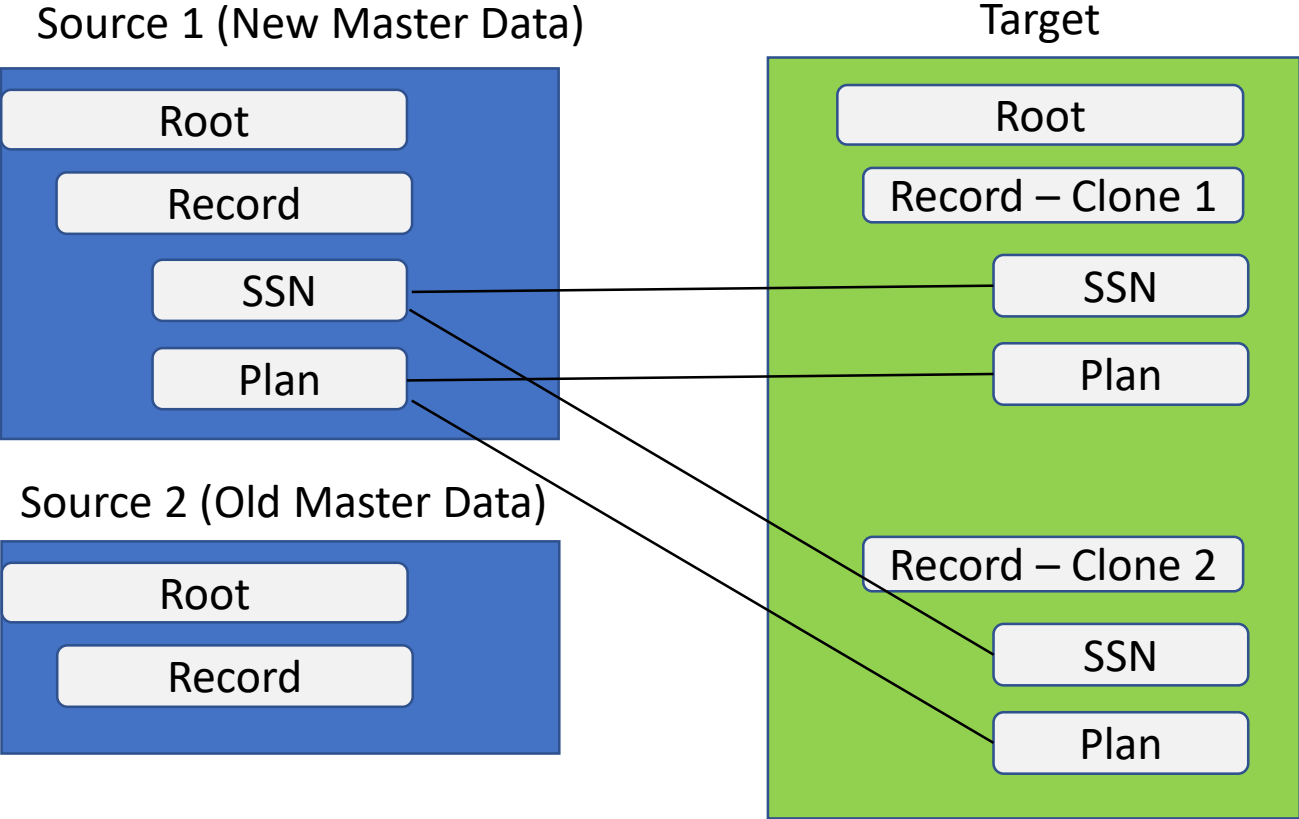 Source 1 (New Master Data)
Root
Record
SSN
Plan
Source 2 (Old Master Data)
Root
Record
Target
Root
Record – Clone 1
SSN
Plan
Record – Clone 2
SSN
Plan